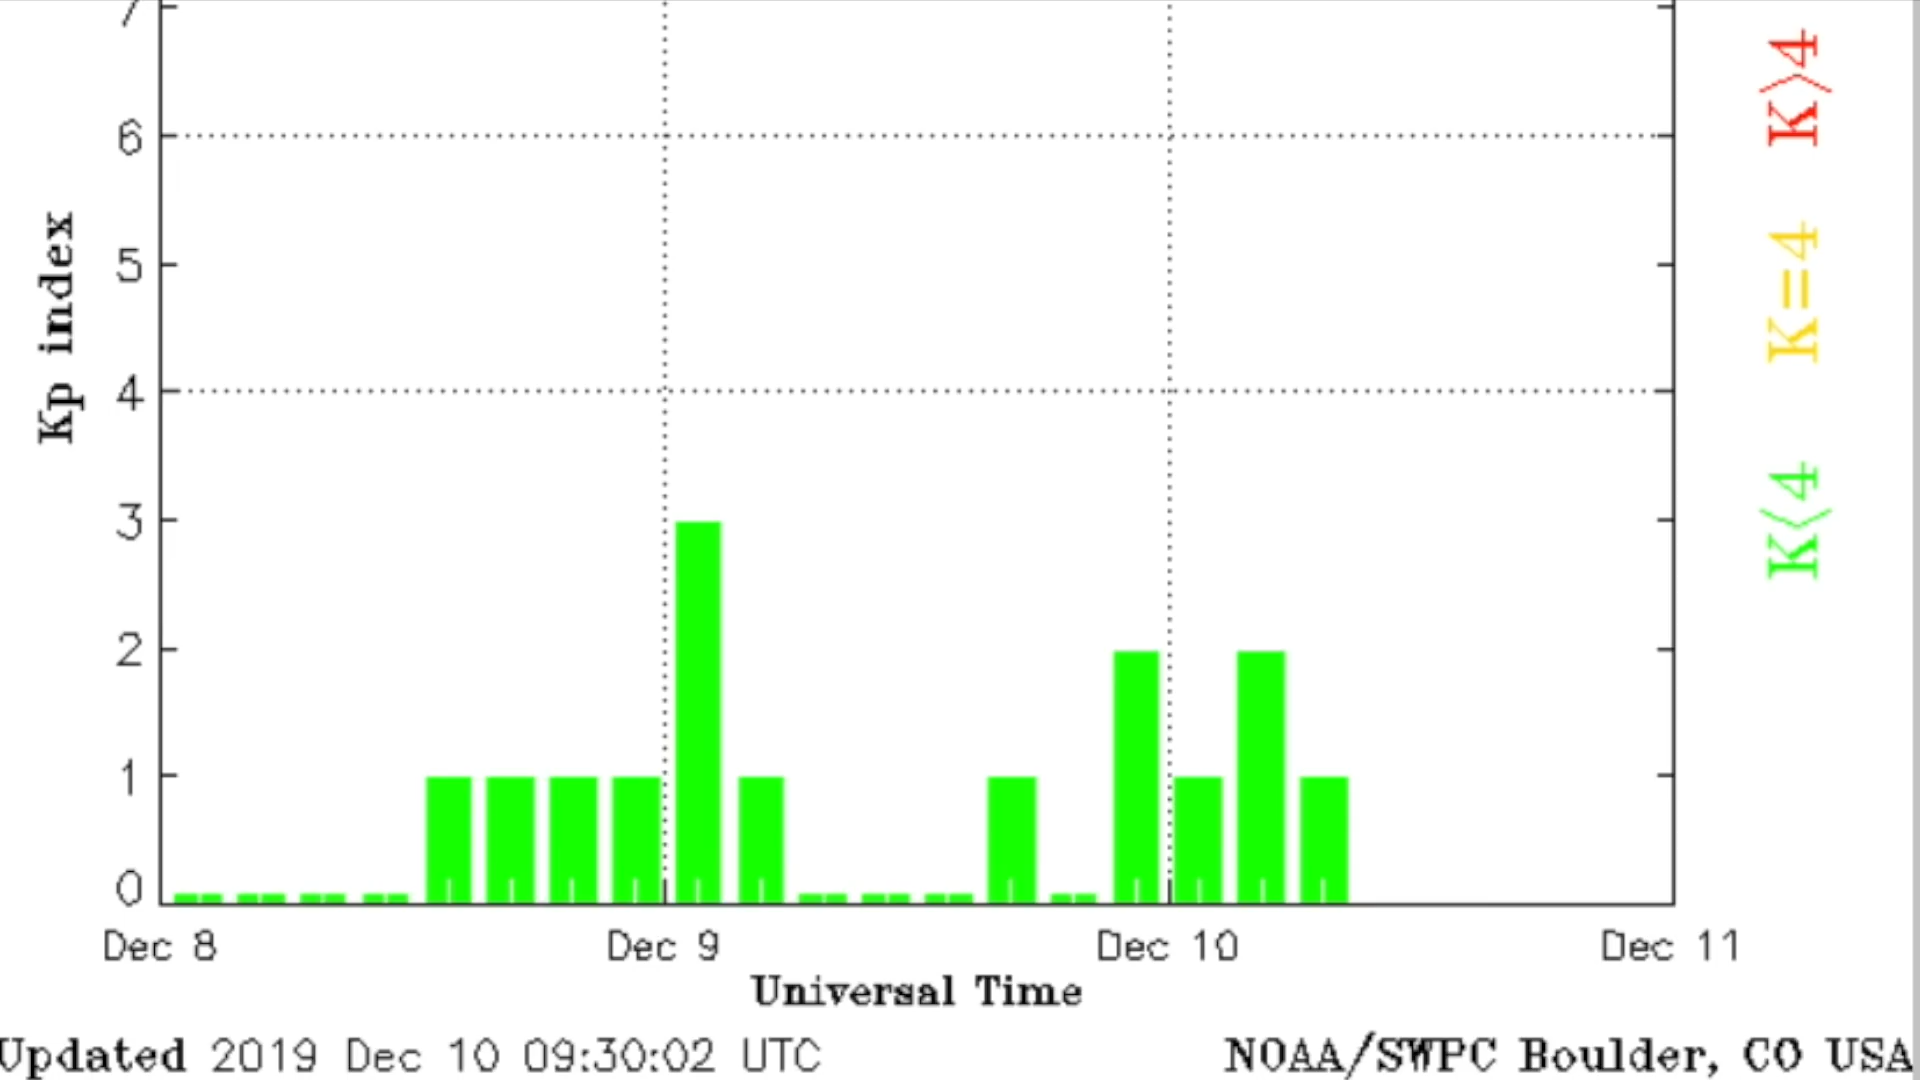 7
6
5
4
3
2
1
0
Kp index
K>4
K=4
K<4
Dec 8 Dec 9 Dec 10 Dec 11
Universal Time
Updated 2019 Dec 10 09:30:02 UTC NOAA/SWPC Boulder, CO USA